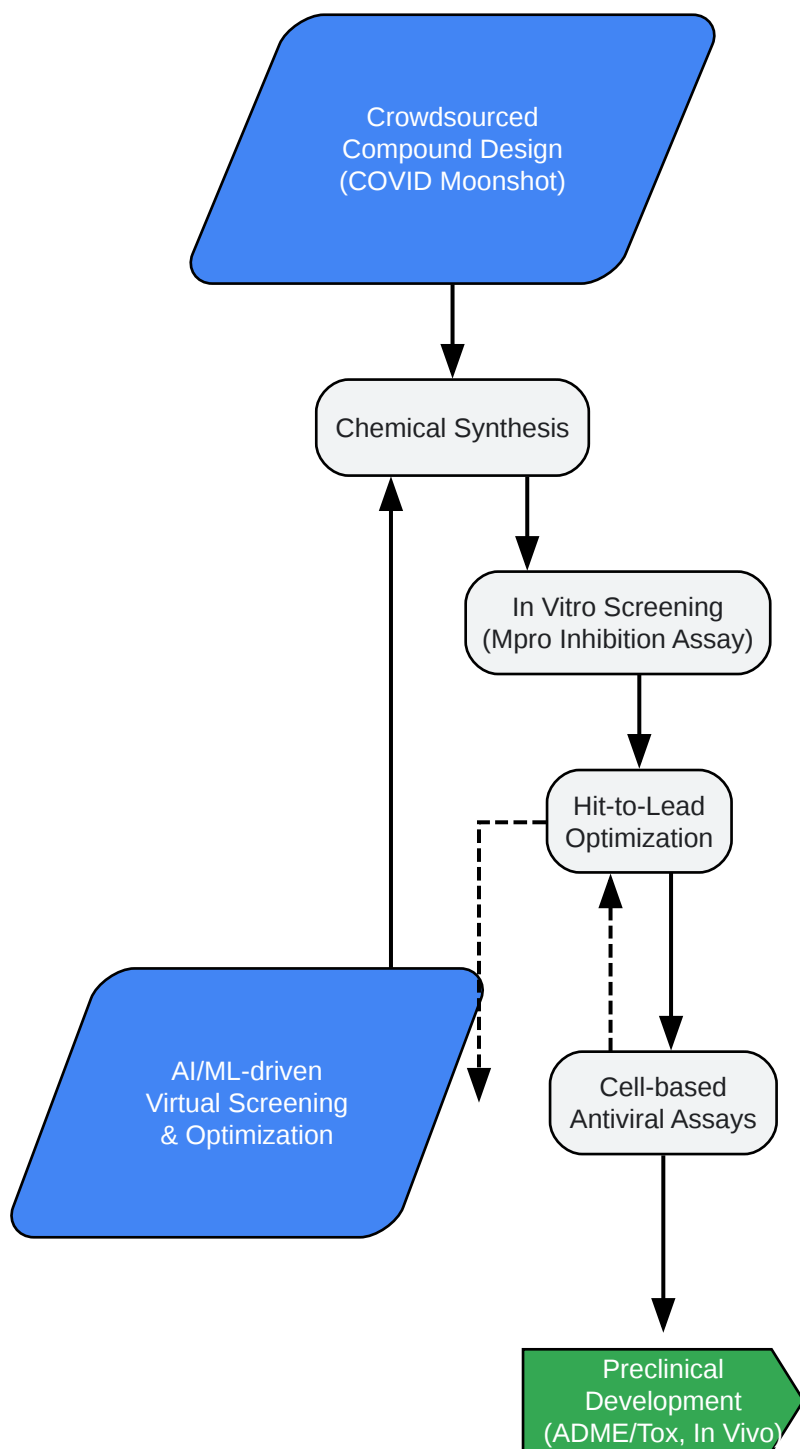 Crowdsourced
Compound Design
(COVID Moonshot)
Chemical Synthesis
In Vitro Screening
(Mpro Inhibition Assay)
Hit-to-Lead
Optimization
AI/ML-driven
Virtual Screening
& Optimization
Cell-based
Antiviral Assays
Preclinical
Development
(ADME/Tox, In Vivo)